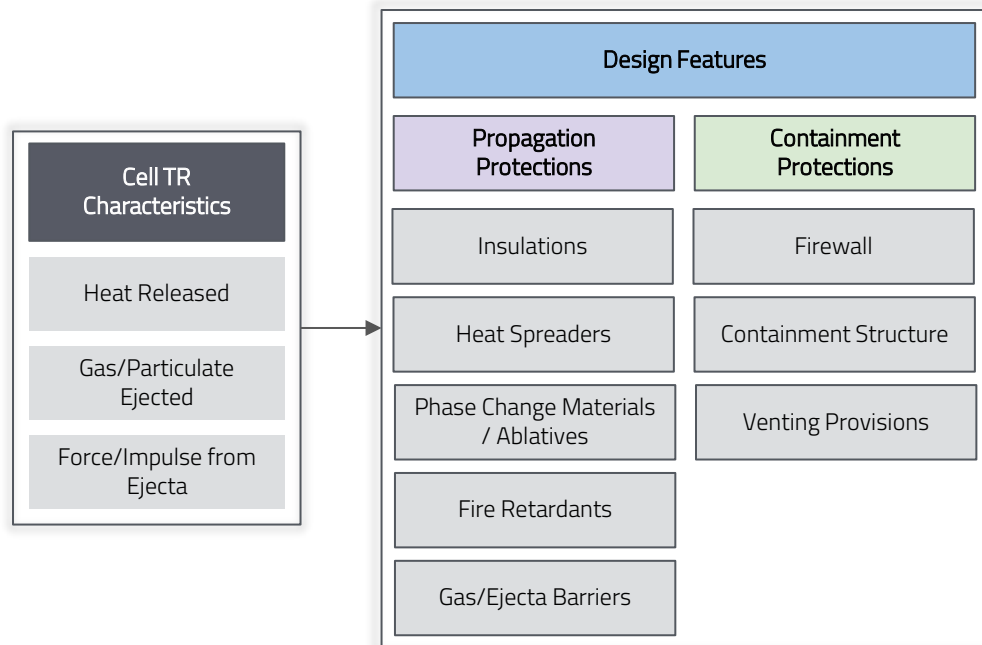 Cell TR
Characteristics
Heat Released
Gas/Particulate
Ejected
Force/Impulse from
Ejecta
Design Features
Propagation
Protections
Insulations
Heat Spreaders
Phase Change Materials
/ Ablatives
Fire Retardants
Gas/Ejecta Barriers
Containment
Protections
Firewall
Containment Structure
Venting Provisions